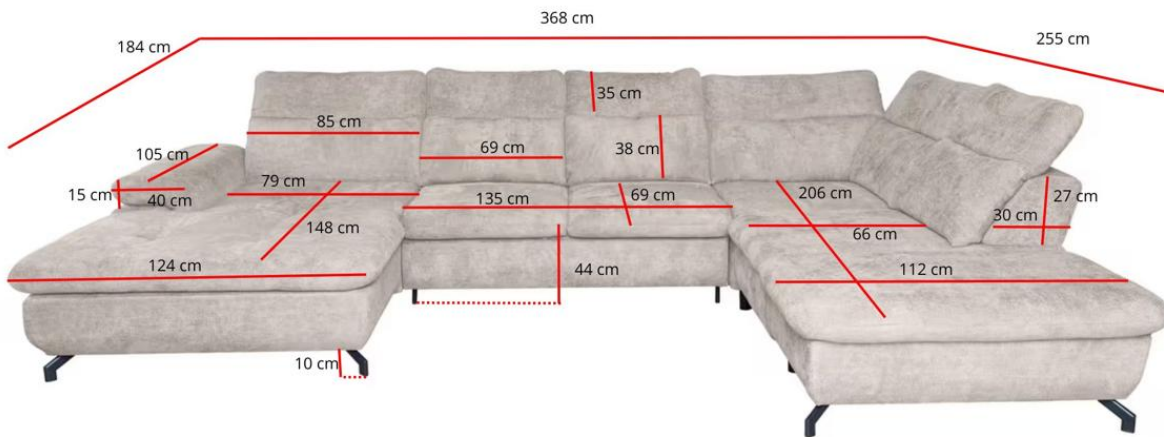 368 cm
184 cm
255 cm
35 cm
85 cm
69 cm
38 cm
105 cm
15 cm
40 cm
79 cm
135 cm
69 cm
206 cm
27 cm
30 cm
148 cm
66 cm
124 cm
44 cm
112 cm
10 cm